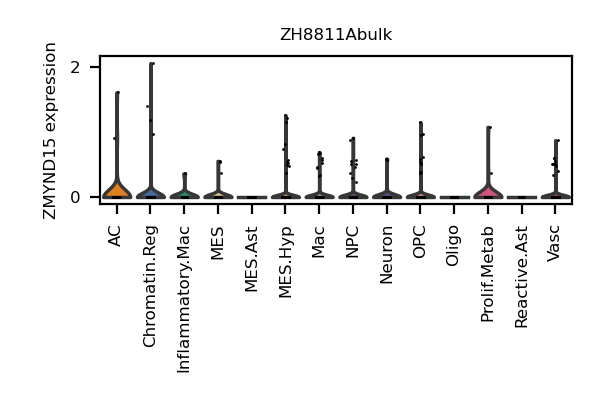 ZH8811Abulk
ZMYND15 expression
2
0
AC
Chromatin.Reg
Inflammatory.Mac
MES
MES.Ast
MES.Hyp
Mac
NPC
Neuron
OPC
Oligo
Prolif.Metab
Reactive.Ast
Vasc